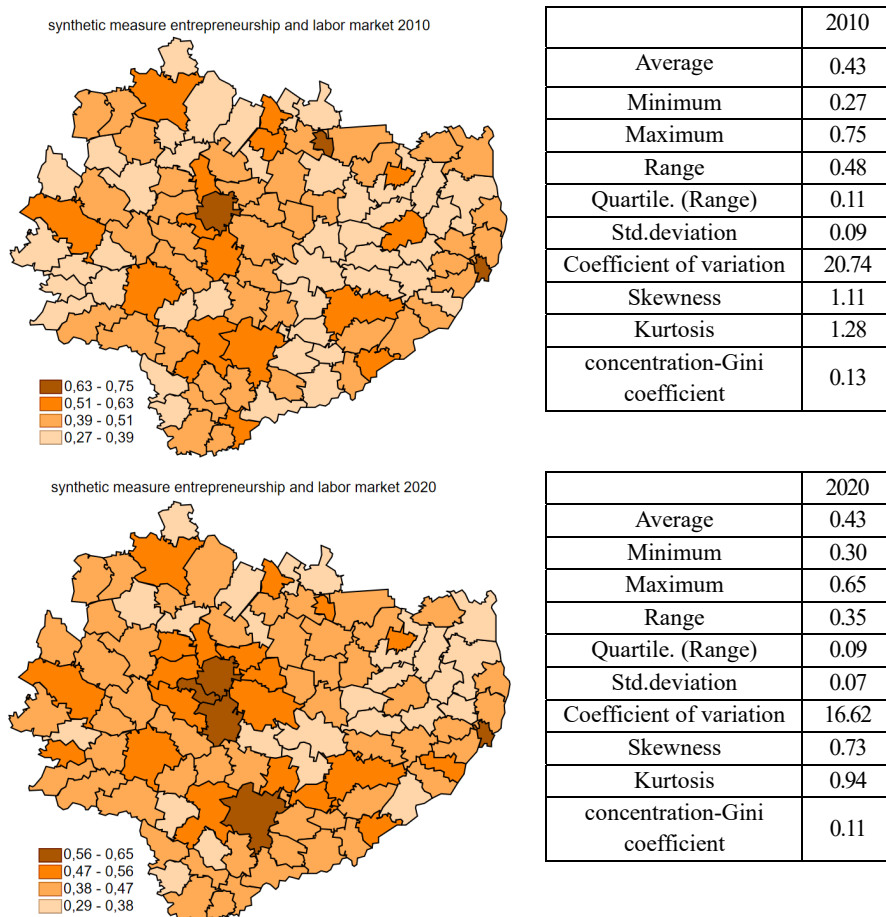 synthetic measure entrepreneurship and labor market 2010
0,63 - 0,75
0,51 - 0,63
0,39 - 0,51
0,27 - 0,39
2010
Average 0.43
Minimum 0.27
Maximum 0.75
Range 0.48
Quartile. (Range) 0.11
Std.deviation 0.09
Coefficient of variation 20.74
Skewness 1.11
Kurtosis 1.28
concentration-Gini
coefficient 0.13
synthetic measure entrepreneurship and labor market 2020
0,56 - 0,65
0,47 - 0,56
0,38 - 0,47
0,29 - 0,38
2020
Average 0.43
Minimum 0.30
Maximum 0.65
Range 0.35
Quartile. (Range) 0.09
Std.deviation 0.07
Coefficient of variation 16.62
Skewness 0.73
Kurtosis 0.94
concentration-Gini
coefficient 0.11